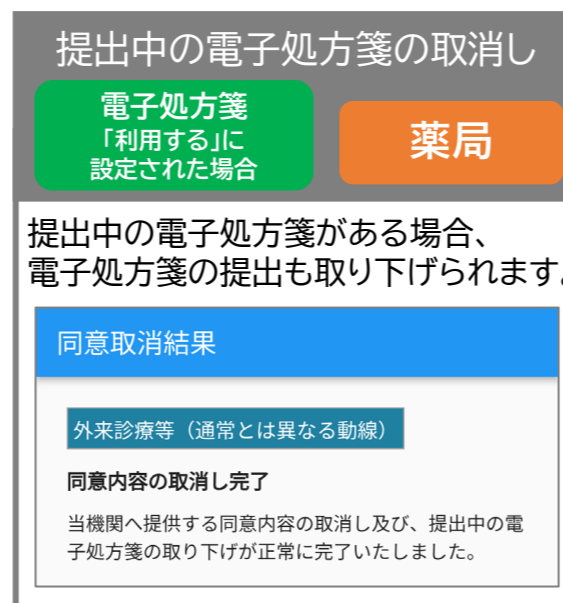 提出中の電子処方箋の取消し
電子処方箋
「利用する」に
設定された場合
薬局
提出中の電子処方箋がある場合、
電子処方箋の提出も取り下げられます。
同意取消結果
外来診療等（通常とは異なる動線）
同意内容の取消し完了
当機関へ提供する同意内容の取消し及び、提出中の電
子処方箋の取り下げが正常に完了いたしました。